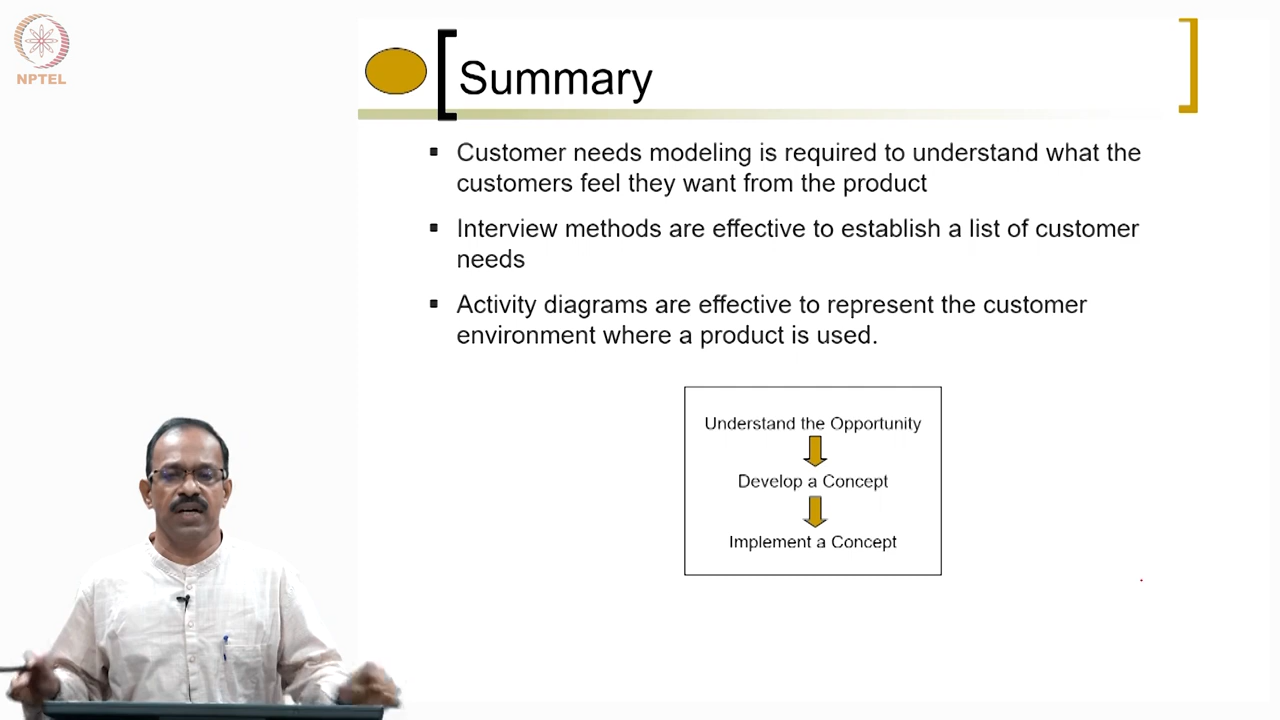 NPTEL
Summary
Customer needs modeling is required to understand what the
customers feel they want from the product
Interview methods are effective to establish a list of customer
needs
Activity diagrams are effective to represent the customer
environment where a product is used.
Understand the Opportunity
Develop a Concept
Implement a Concept